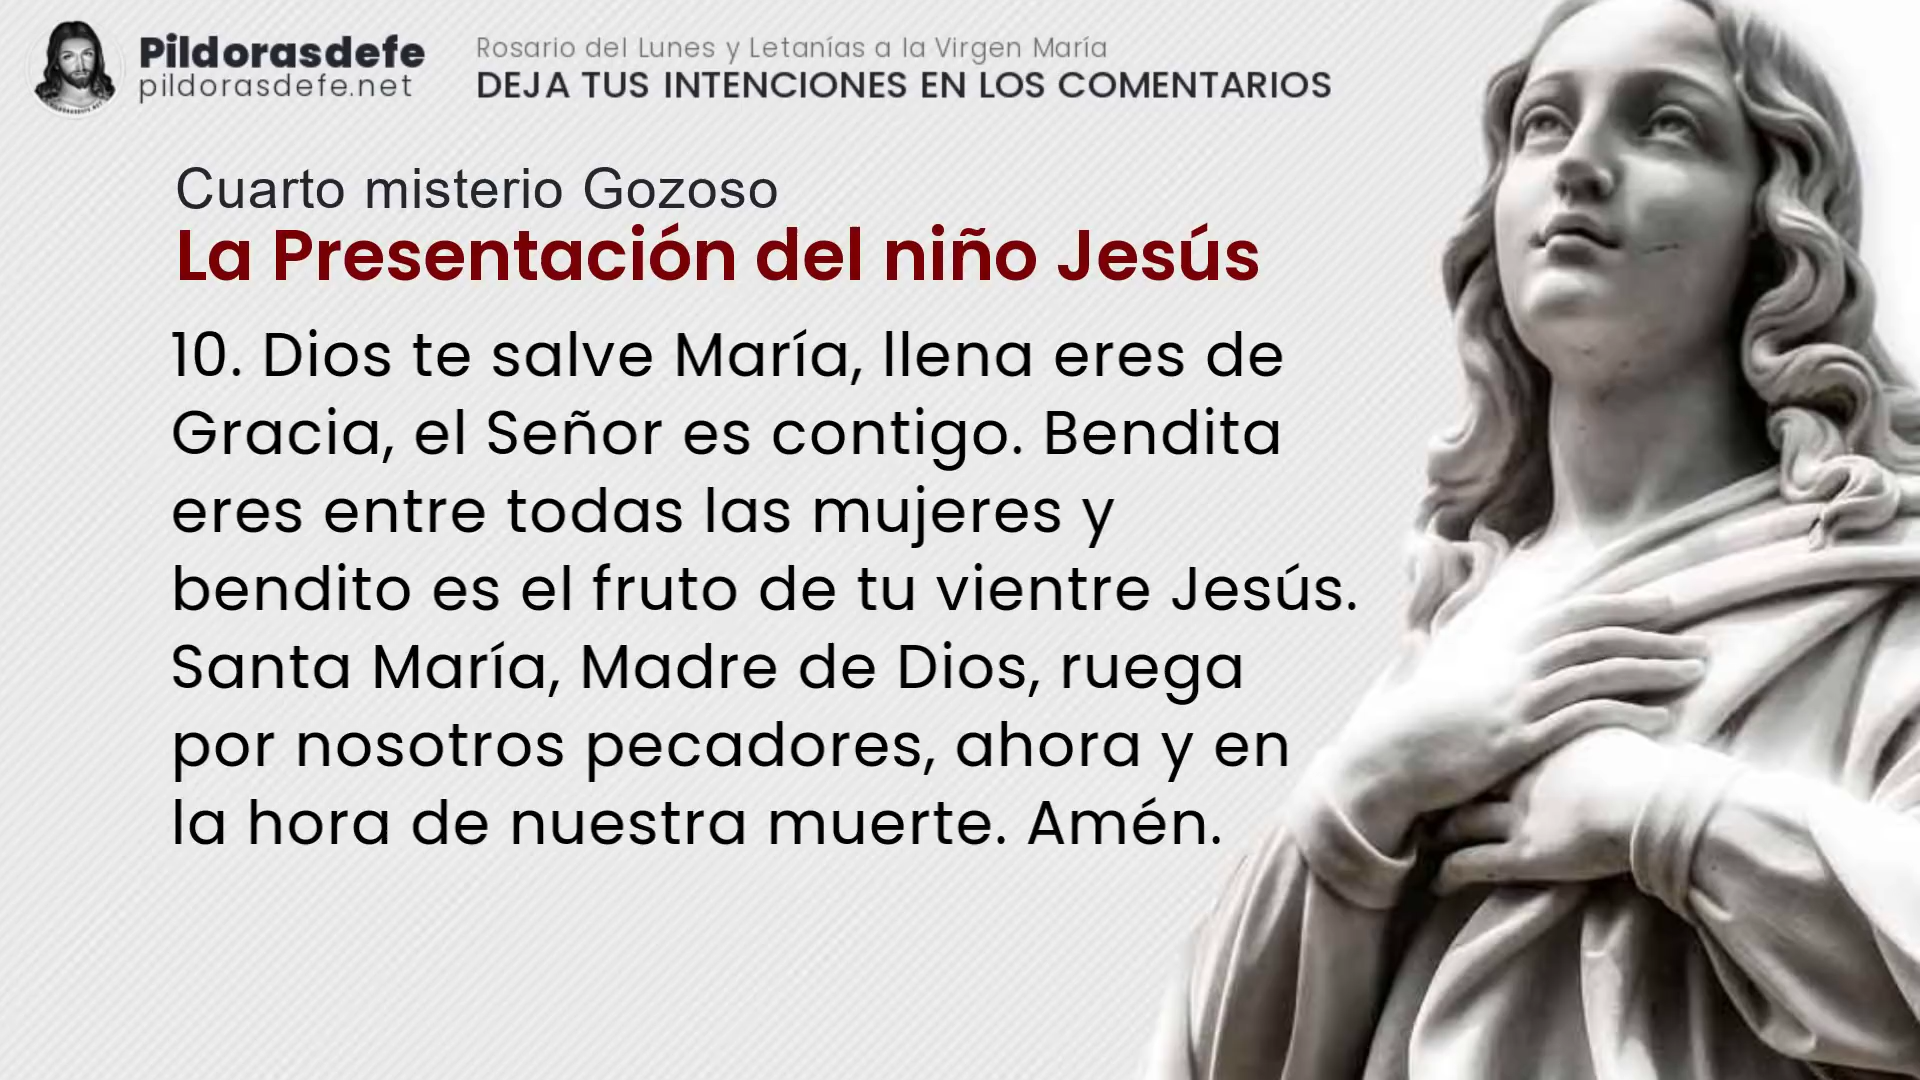 Pildorasdefe
pildorasdefe.net
Rosario del Lunes y Letanías a la Virgen María
DEJA TUS INTENCIONES EN LOS COMENTARIOS
Cuarto misterio Gozoso
La Presentación del niño Jesús
10. Dios te salve María, llena eres de
Gracia, el Señor es contigo. Bendita
eres entre todas las mujeres y
bendito es el fruto de tu vientre Jesús.
Santa María, Madre de Dios, ruega
por nosotros pecadores, ahora y en
la hora de nuestra muerte. Amén.